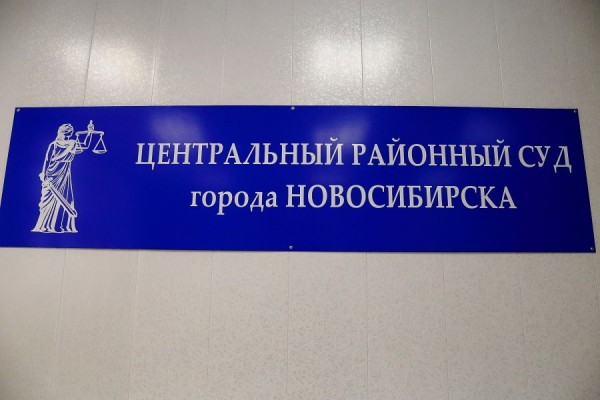 ЦЕНТРАЛЬНЫЙ РАЙОННЫЙ СУД
города НОВОСИБИРСКА